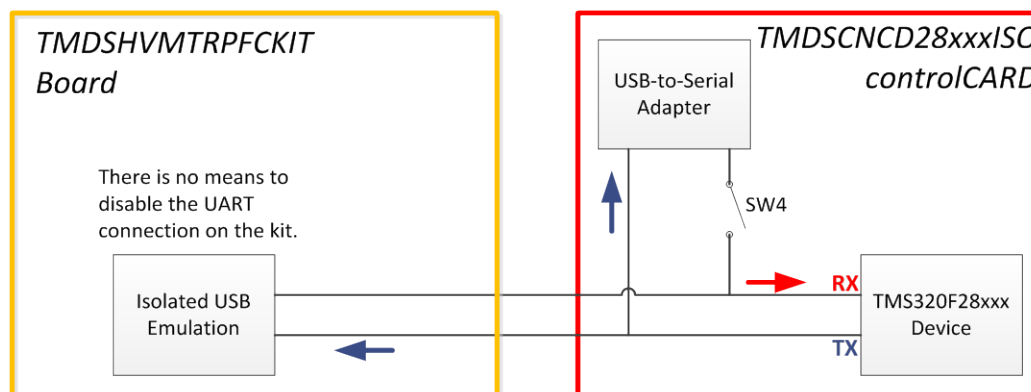 TMDSHVMTRPFCKIT
Board
TMDSCNCD28xxxISO
controlCARD
USB-to-Serial
Adapter
There is no means to
disable the UART
connection on the kit.
SW4
Isolated USB
Emulation
RX
TX
TMS320F28xxx
Device